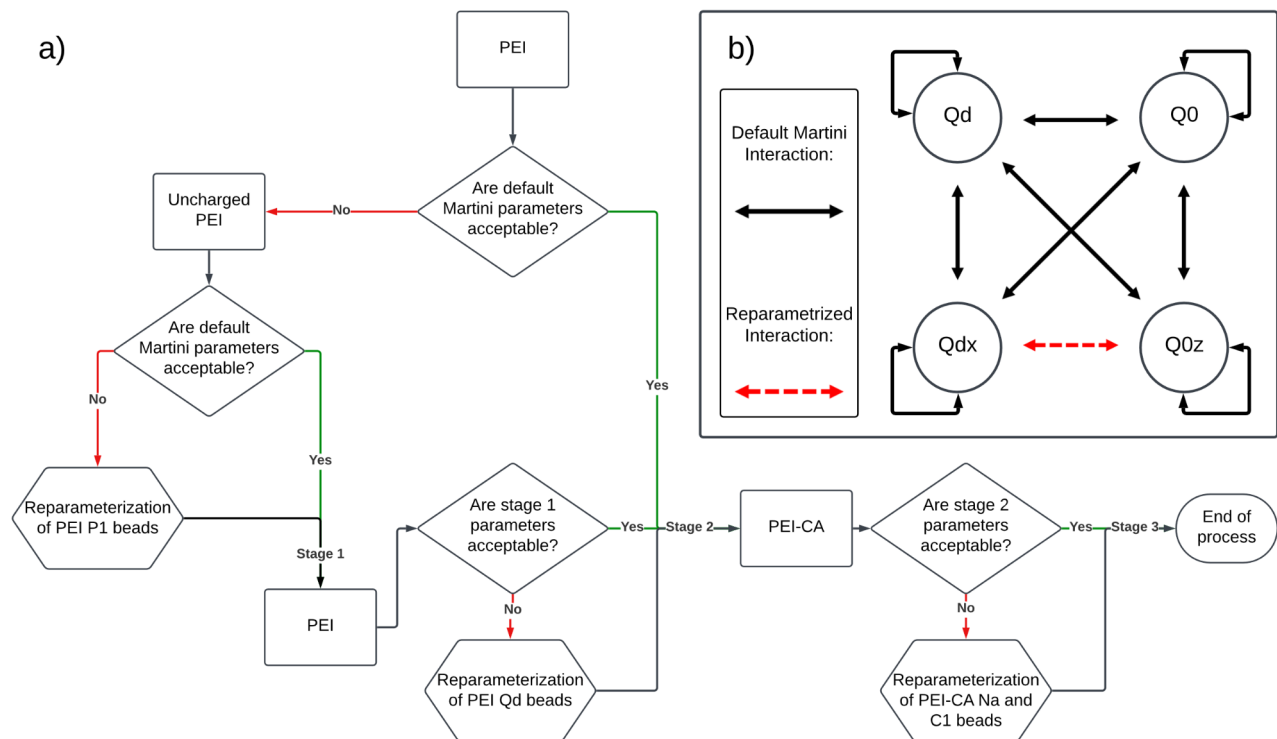 a)
PEI
Are default
Martini parameters
acceptable?
No
Yes
Uncharged
PEI
Are default
Martini parameters
acceptable?
No
Yes
Reparameterization
of PEI P1 beads
Stage 1
PEI
Are stage 1
parameters
acceptable?
Yes
No
Reparameterization
of PEI Qd beads
Stage 2
PEI-CA
Are stage 2
parameters
acceptable?
Yes
No
Reparameterization
of PEI-CA Na and
C1 beads
Stage 3
End of
process
b)
Default Martini
Interaction:
Reparametrized
Interaction:
Qd
Q0
Qdx
Q0z